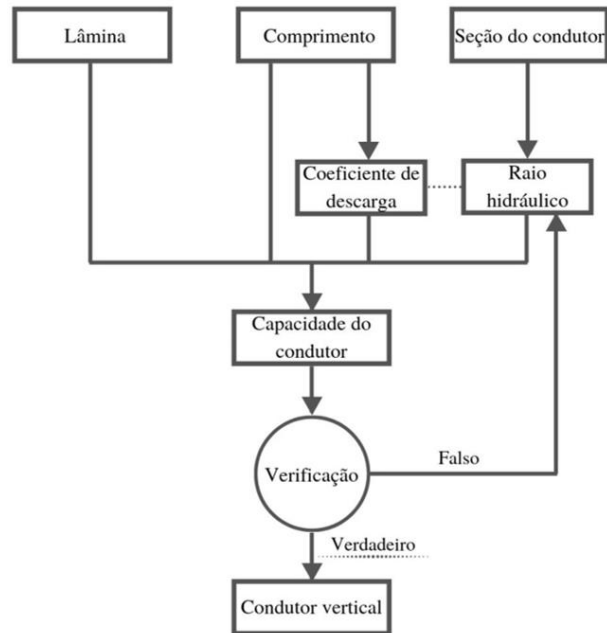 Lâmina
Comprimento
Seção do condutor
Coeficiente de
descarga
Raio
hidráulico
Capacidade do
condutor
Verificação
Falso
Verdadeiro
Condutor vertical